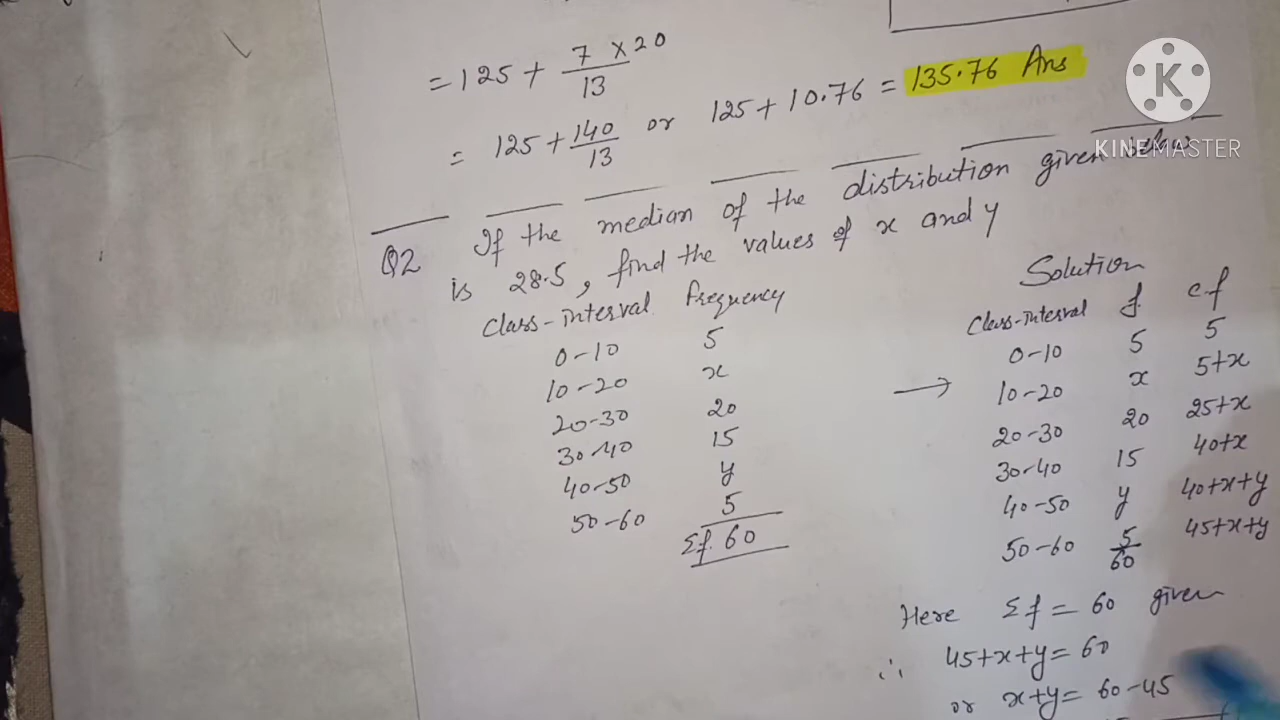 = 125 + 7 × 20 / 13
= 125 + 140/13 or 125 + 10.76 = 135.76 Ans
K
KINEMASTER
Q2 If the median of the distribution given below
is 28.5, find the values of x and y
Class-interval Frequency
0-10 5
10-20 x
20-30 20
30-40 15
40-50 y
50-60 5
Σf 60
Solution
Class-interval f c.f
0-10 5 5
→ 10-20 x 5+x
20-30 20 25+x
30-40 15 40+x
40-50 y 40+x+y
50-60 5 45+x+y
60
Here Σf = 60 given
∴ 45+x+y = 60
or x+y = 60-45